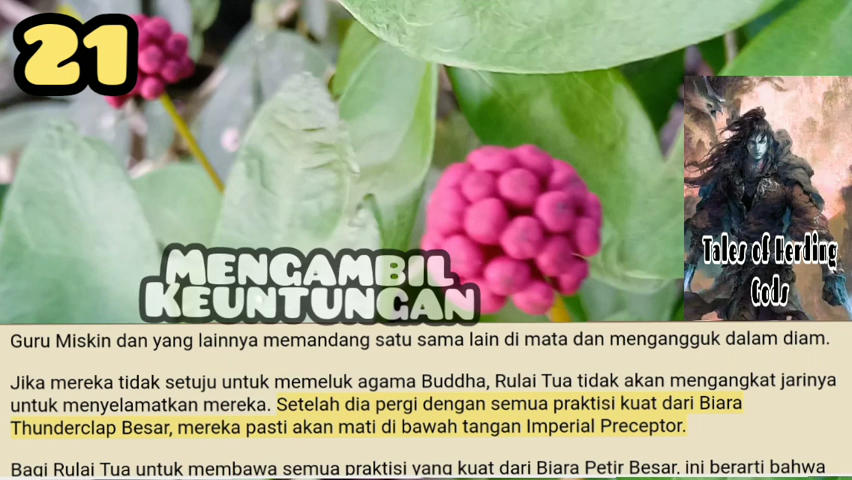 21
Tales of Herding
Gods
MENGAMBIL
KEUNTUNGAN
Guru Miskin dan yang lainnya memandang satu sama lain di mata dan mengangguk dalam diam.
Jika mereka tidak setuju untuk memeluk agama Buddha, Rulai Tua tidak akan mengangkat jarinya
untuk menyelamatkan mereka. Setelah dia pergi dengan semua praktisi kuat dari Biara
Thunderclap Besar, mereka pasti akan mati di bawah tangan Imperial Preceptor.
Bagi Rulai Tua untuk membawa semua praktisi yang kuat dari Biara Petir Besar, ini berarti bahwa